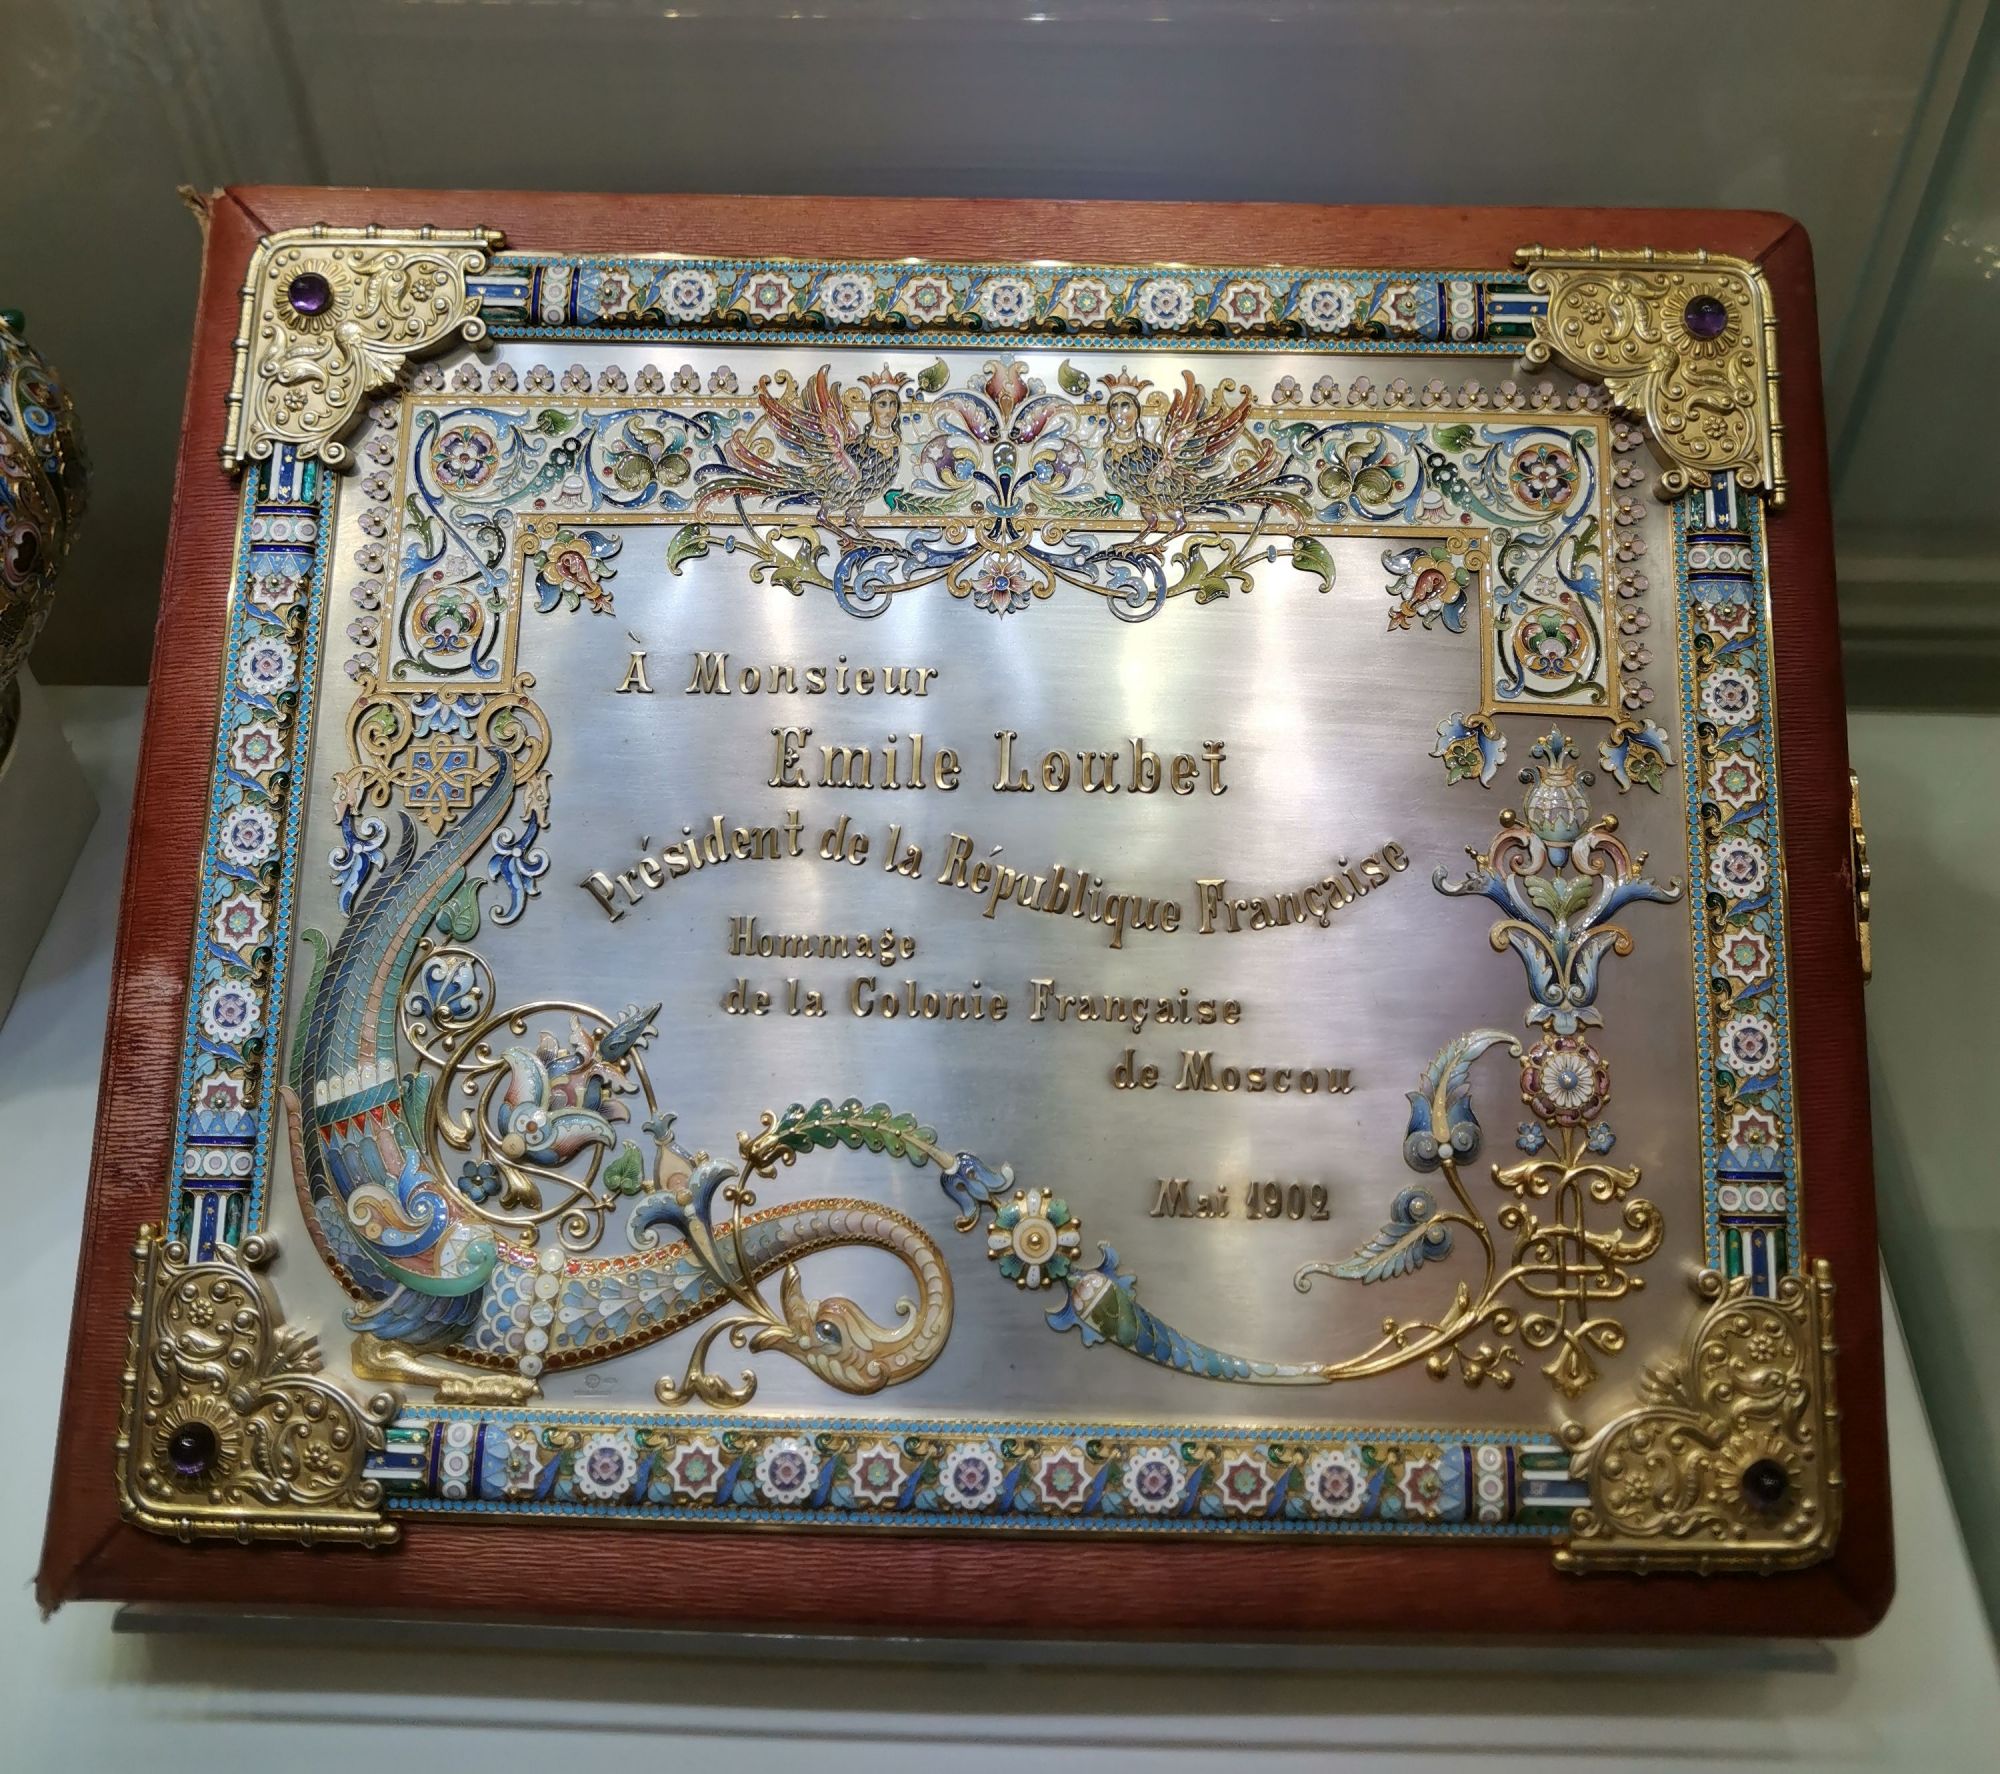 À Monsieur
Emile Loubet
Président de la République Française
Hommage
de la Colonie Française
de Moscou
Mai 1902